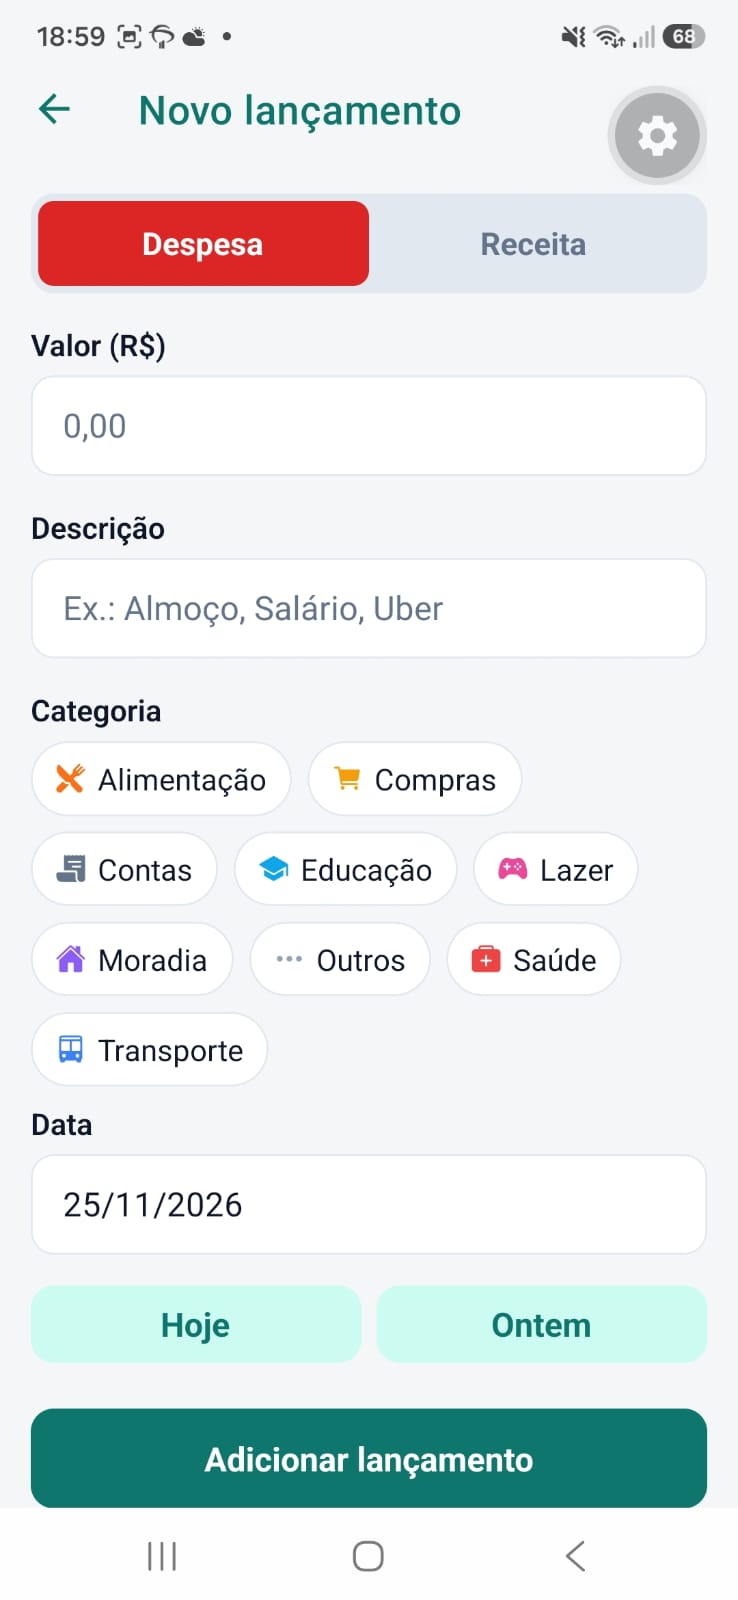 18:59 68
Novo lançamento
Despesa Receita
Valor (R$)
0,00
Descrição
Ex.: Almoço, Salário, Uber
Categoria
Alimentação Compras
Contas Educação Lazer
Moradia Outros Saúde
Transporte
Data
25/11/2026
Hoje Ontem
Adicionar lançamento